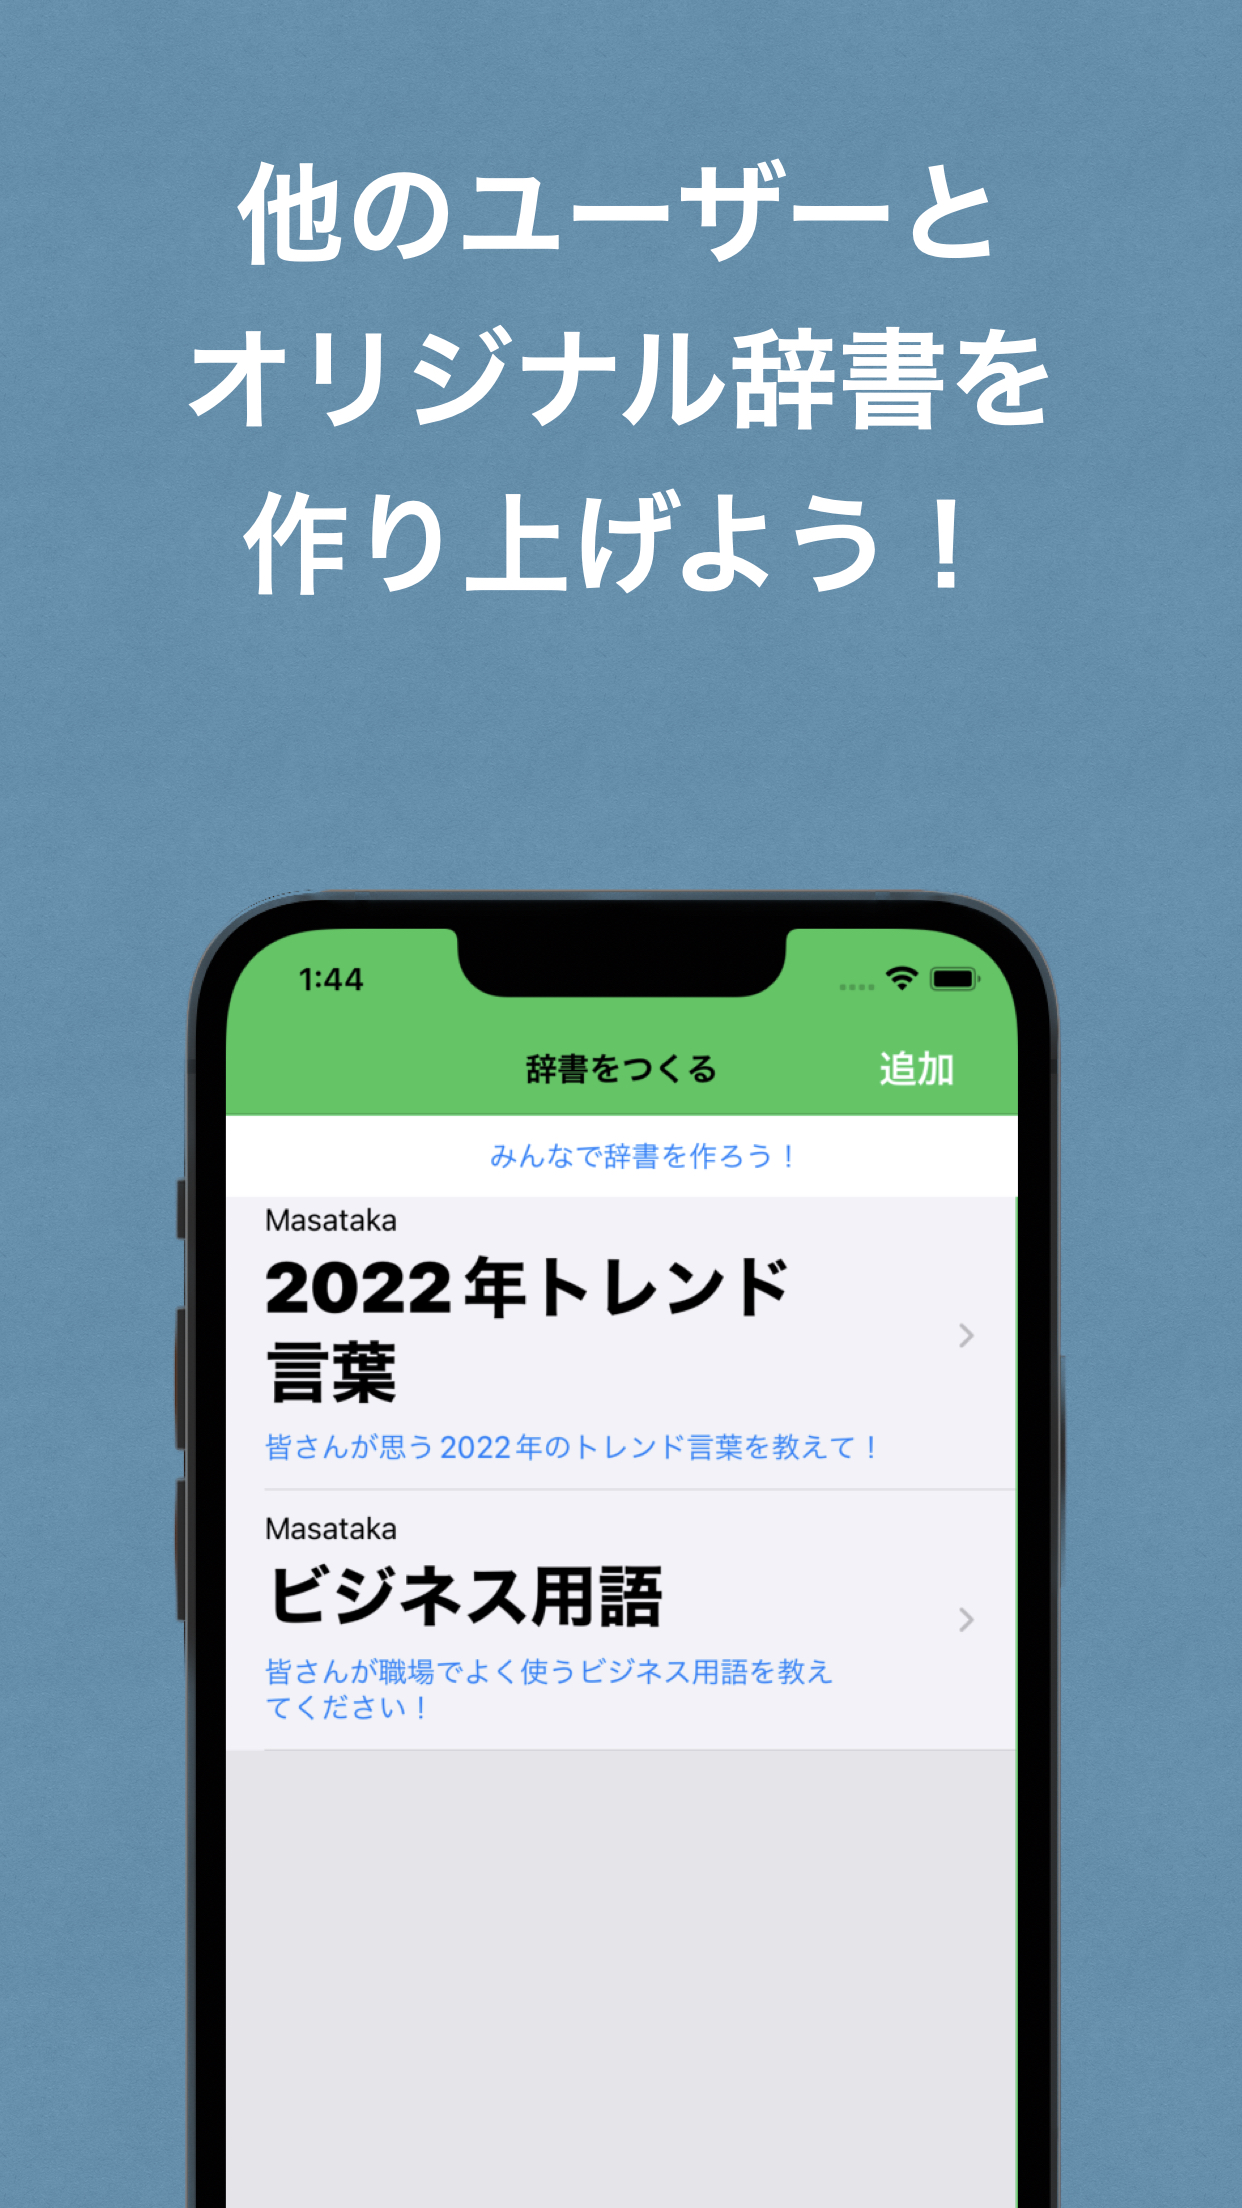 他のユーザーと
オリジナル辞書を
作り上げよう！
1:44
辞書をつくる
追加
みんなで辞書を作ろう！
Masataka
2022年トレンド
言葉
皆さんが思う2022年のトレンド言葉を教えて！
Masataka
ビジネス用語
皆さんが職場でよく使うビジネス用語を教え
てください！